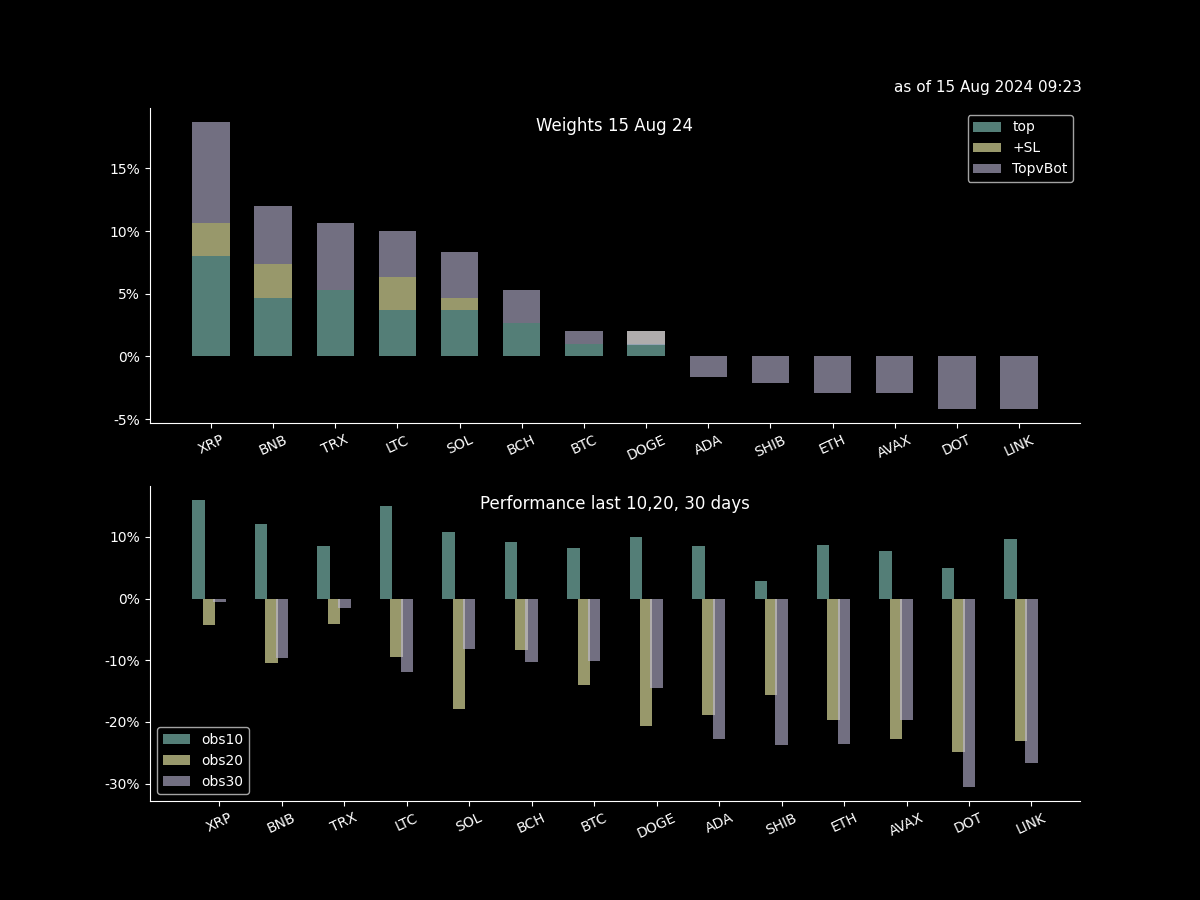 as of 15 Aug 2024 09:23
Weights 15 Aug 24
top
+SL
TopvBot
15%
10%
5%
0%
-5%
XRP BNB TRX LTC SOL BCH BTC DOGE ADA SHIB ETH AVAX DOT LINK
Performance last 10,20, 30 days
10%
0%
-10%
-20%
-30%
obs10
obs20
obs30
XRP BNB TRX LTC SOL BCH BTC DOGE ADA SHIB ETH AVAX DOT LINK